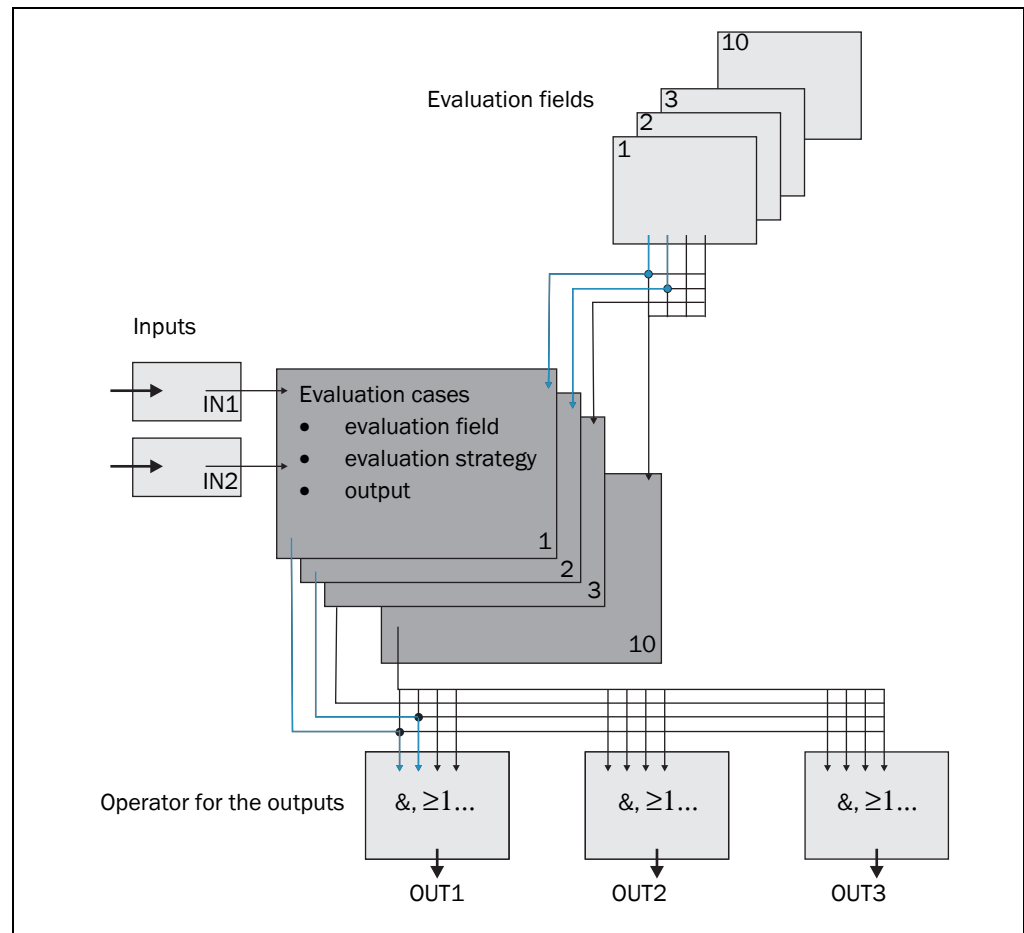 10
Evaluation fields
3
2
1
Inputs
IN1
IN2
Evaluation cases
● evaluation field
● evaluation strategy
● output
1
2
3
10
Operator for the outputs
&, ≥1...
&, ≥1...
&, ≥1...
OUT1
OUT2
OUT3